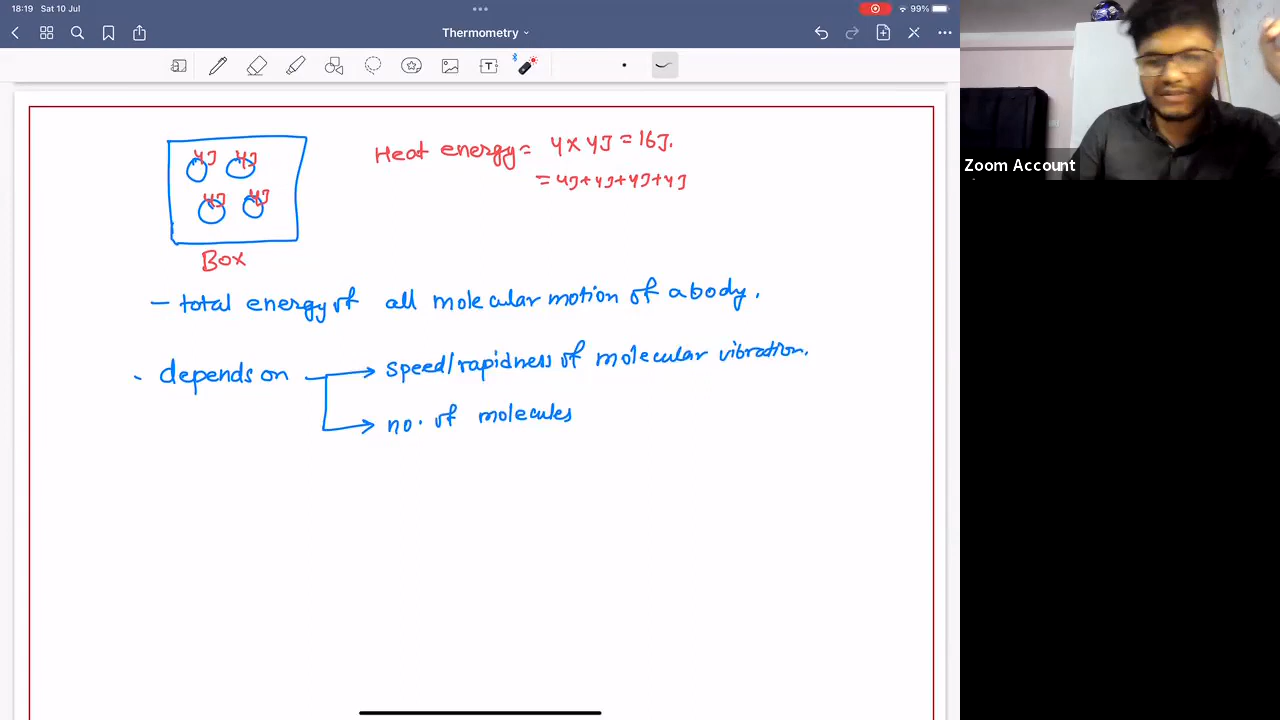 18:19 Sat 10 Jul
99%
Thermometry
T
4J 4J
4J 4J
Box
Heat energy = 4 x 4J = 16J.
= 4J + 4J + 4J + 4J
- total energy of all molecular motion of a body.
- depends on → speed/rapidness of molecular vibration.
→ no. of molecules
Zoom Account